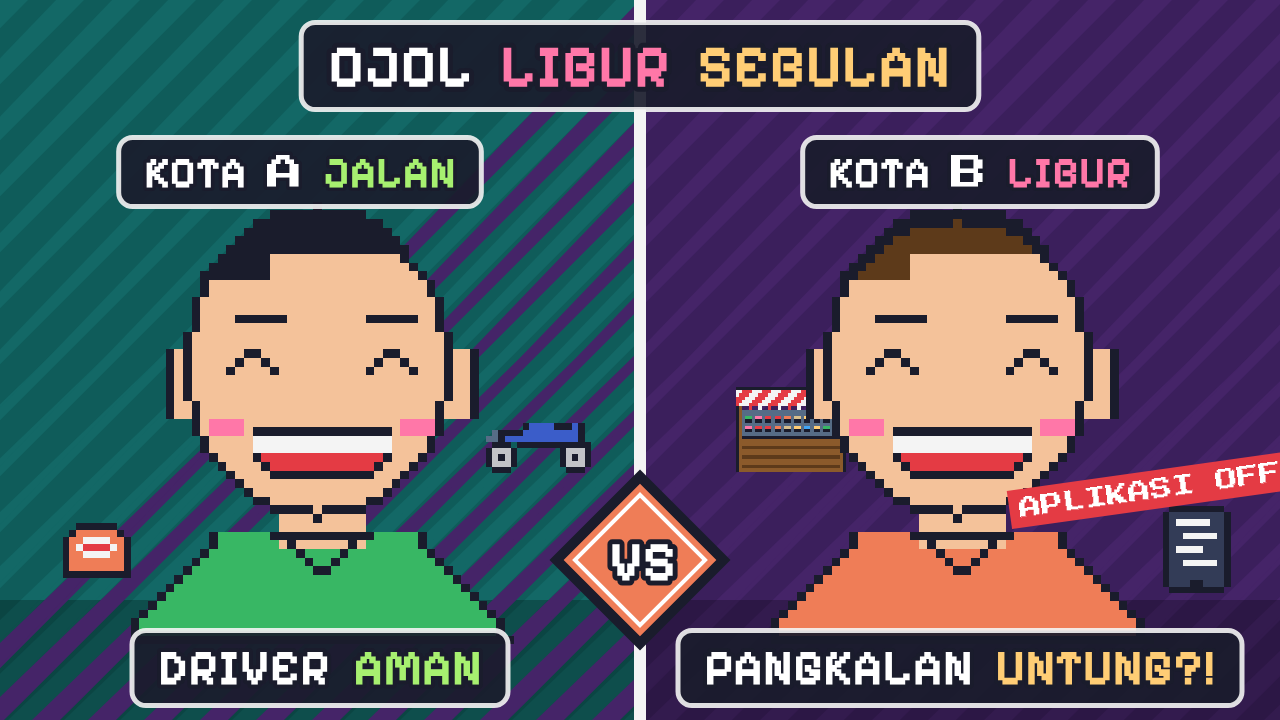 OJOL LIBUR SEBULAN
KOTA A JALAN
KOTA B LIBUR
APLIKASI OFF
VS
DRIVER AMAN
PANGKALAN UNTUNG?!